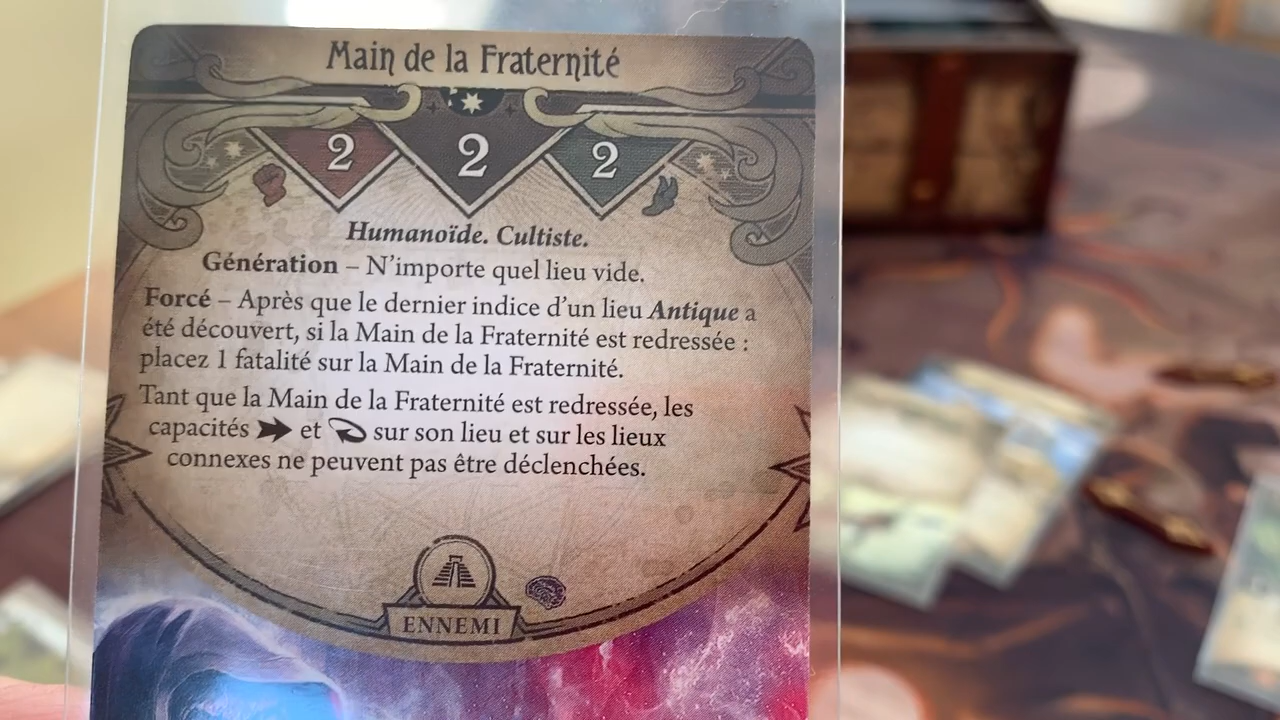 Main de la Fraternité
2 2 2
Humanoïde. Cultiste.
Génération – N'importe quel lieu vide.
Forcé – Après que le dernier indice d'un lieu Antique a
été découvert, si la Main de la Fraternité est redressée :
placez 1 fatalité sur la Main de la Fraternité.
Tant que la Main de la Fraternité est redressée, les
capacités et sur son lieu et sur les lieux
connexes ne peuvent pas être déclenchées.
ENNEMI